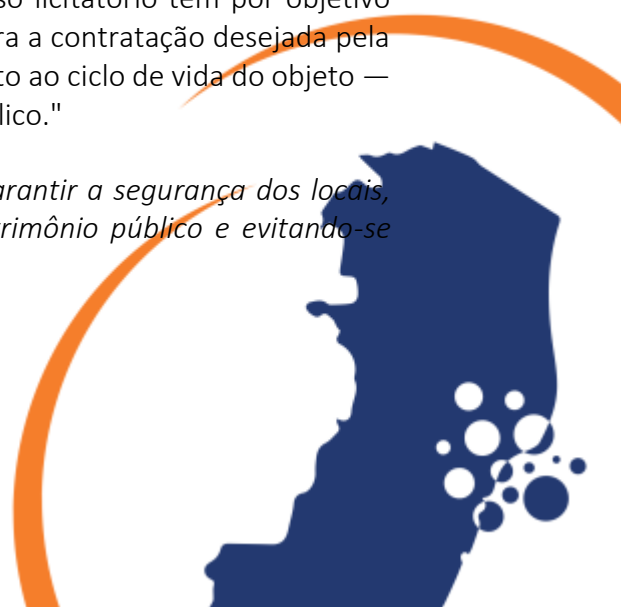 so licitatório tem por objetivo
ra a contratação desejada pela
to ao ciclo de vida do objeto —
lico."
arantir a segurança dos locais,
trimônio público e evitando-se